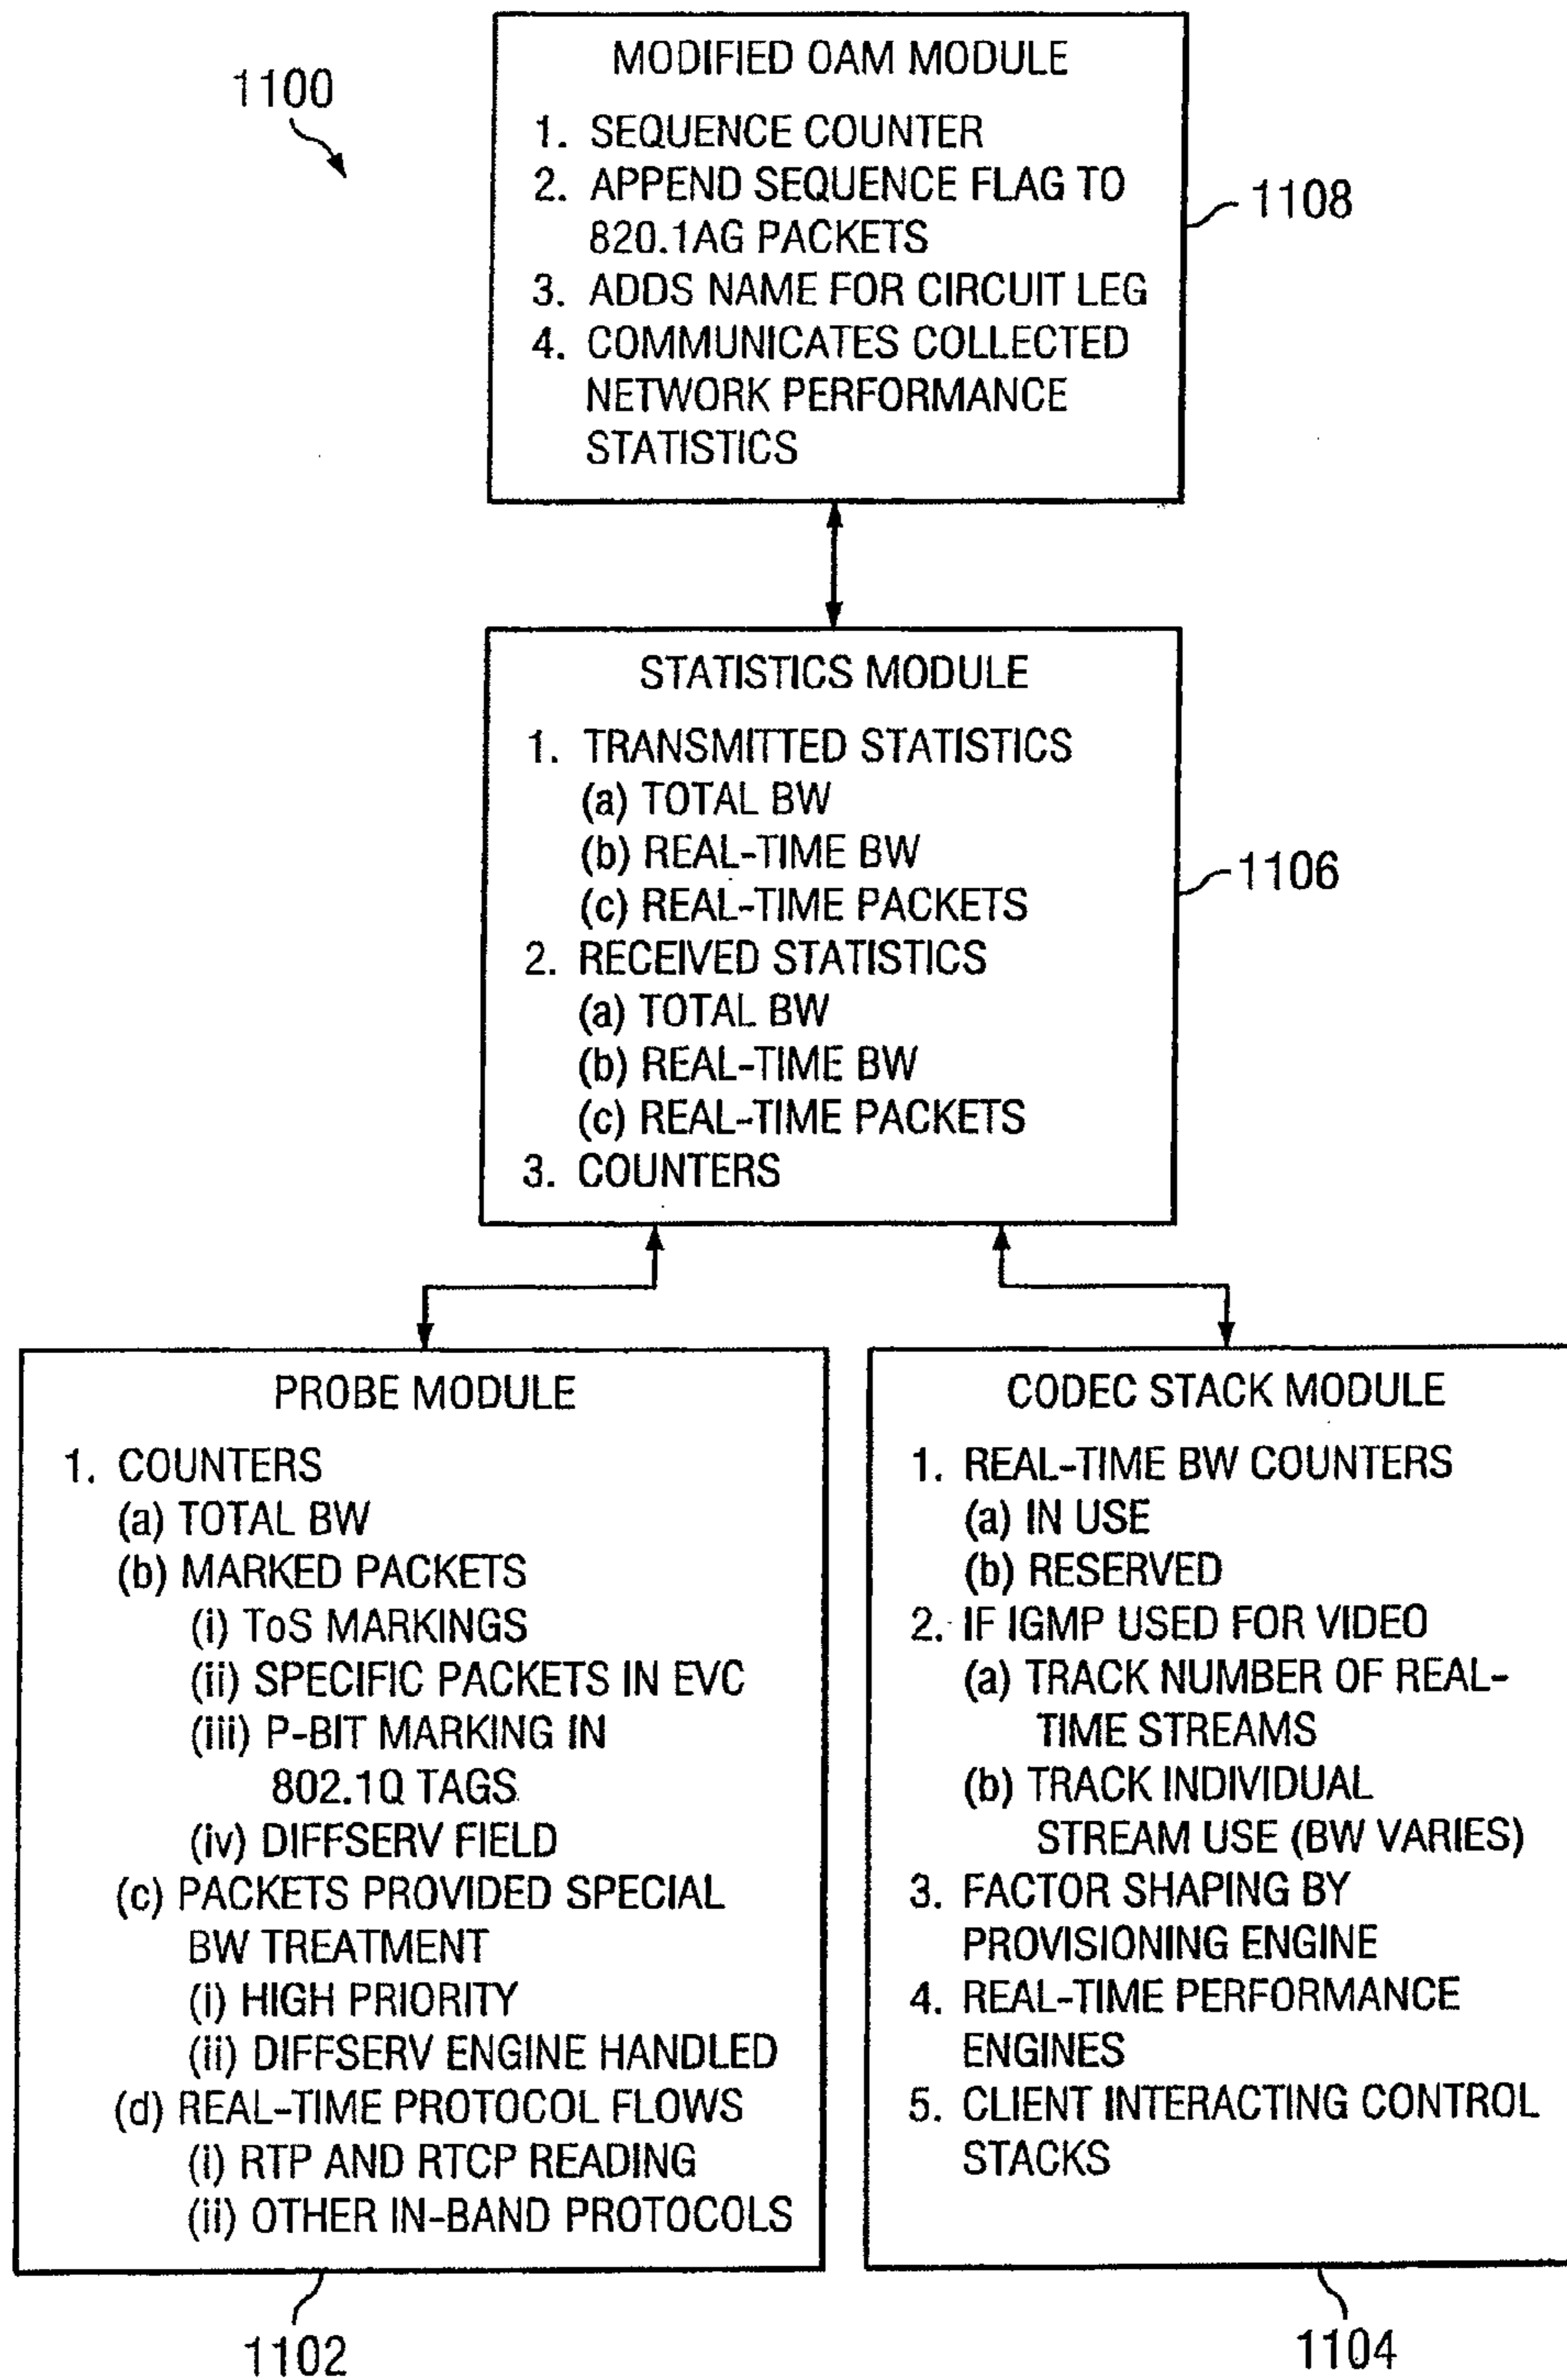 1100
MODIFIED OAM MODULE
1. SEQUENCE COUNTER
2. APPEND SEQUENCE FLAG TO
820.1AG PACKETS
3. ADDS NAME FOR CIRCUIT LEG
4. COMMUNICATES COLLECTED
NETWORK PERFORMANCE
STATISTICS
1108
STATISTICS MODULE
1. TRANSMITTED STATISTICS
(a) TOTAL BW
(b) REAL-TIME BW
(c) REAL-TIME PACKETS
2. RECEIVED STATISTICS
(a) TOTAL BW
(b) REAL-TIME BW
(c) REAL-TIME PACKETS
3. COUNTERS
1106
PROBE MODULE
1. COUNTERS
(a) TOTAL BW
(b) MARKED PACKETS
(i) ToS MARKINGS
(ii) SPECIFIC PACKETS IN EVC
(iii) P-BIT MARKING IN
802.1Q TAGS
(iv) DIFFSERV FIELD
(c) PACKETS PROVIDED SPECIAL
BW TREATMENT
(i) HIGH PRIORITY
(ii) DIFFSERV ENGINE HANDLED
(d) REAL-TIME PROTOCOL FLOWS
(i) RTP AND RTCP READING
(ii) OTHER IN-BAND PROTOCOLS
1102
CODEC STACK MODULE
1. REAL-TIME BW COUNTERS
(a) IN USE
(b) RESERVED
2. IF IGMP USED FOR VIDEO
(a) TRACK NUMBER OF REAL-
TIME STREAMS
(b) TRACK INDIVIDUAL
STREAM USE (BW VARIES)
3. FACTOR SHAPING BY
PROVISIONING ENGINE
4. REAL-TIME PERFORMANCE
ENGINES
5. CLIENT INTERACTING CONTROL
STACKS
1104